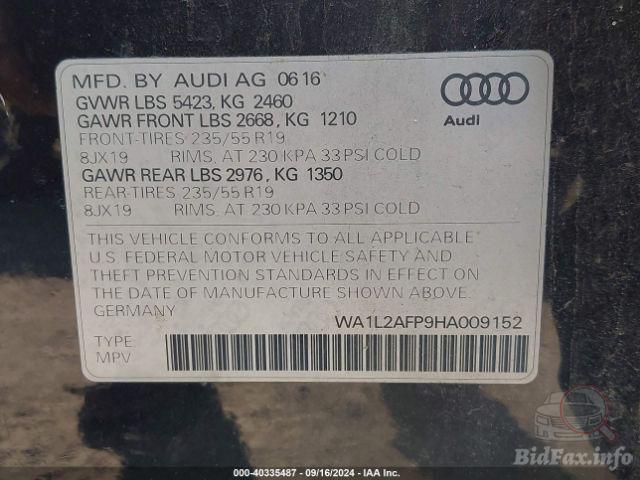 MFD. BY AUDI AG 0616
GVWR LBS 5423, KG 2460
GAWR FRONT LBS 2668, KG 1210
FRONT-TIRES 235/55 R19
8JX19 RIMS, AT 230 KPA 33 PSI COLD
GAWR REAR LBS 2976, KG 1350
REAR-TIRES 235/55 R19
8JX19 RIMS, AT 230 KPA 33 PSI COLD
Audi
THIS VEHICLE CONFORMS TO ALL APPLICABLE
U.S. FEDERAL MOTOR VEHICLE SAFETY AND
THEFT PREVENTION STANDARDS IN EFFECT ON
THE DATE OF MANUFACTURE SHOWN ABOVE.
GERMANY
WA1L2AFP9HA009152
TYPE:
MPV
BidFax.info
000-40335487 - 09/16/2024 - IAA Inc.